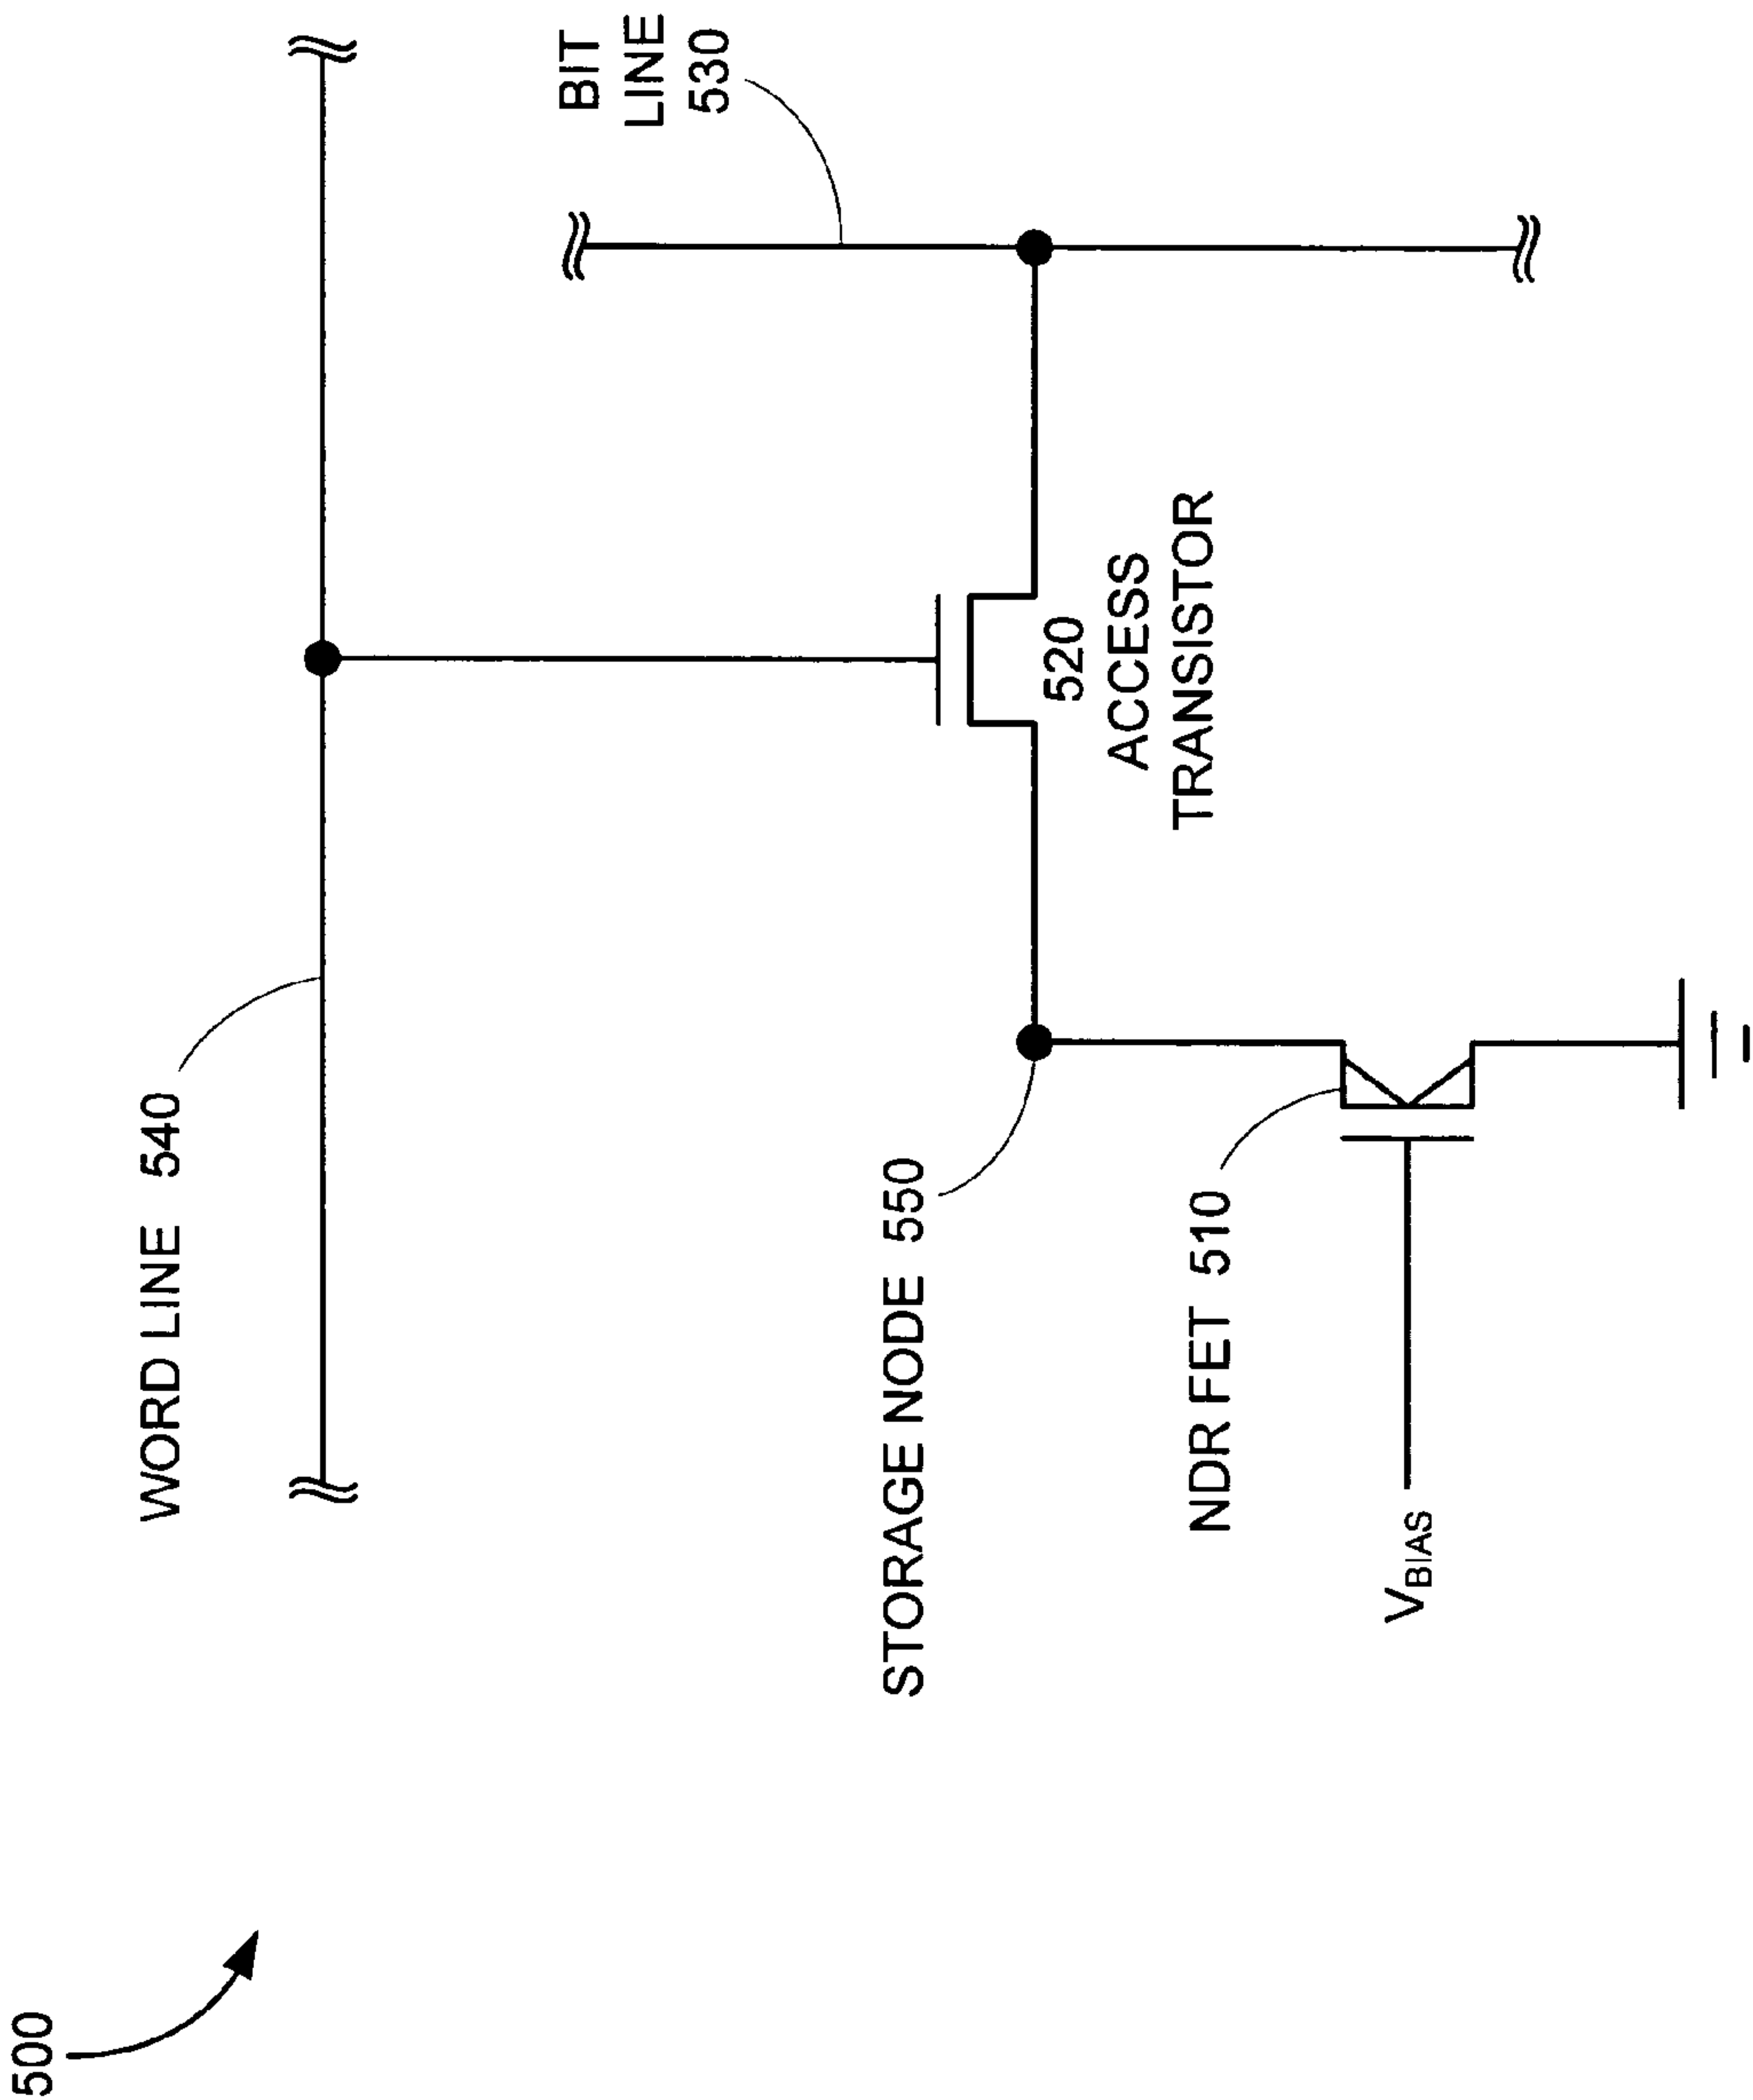 500
WORD LINE 540
BIT
LINE
530
STORAGE NODE 550
520
ACCESS
TRANSISTOR
NDR FET 510
VBIAS